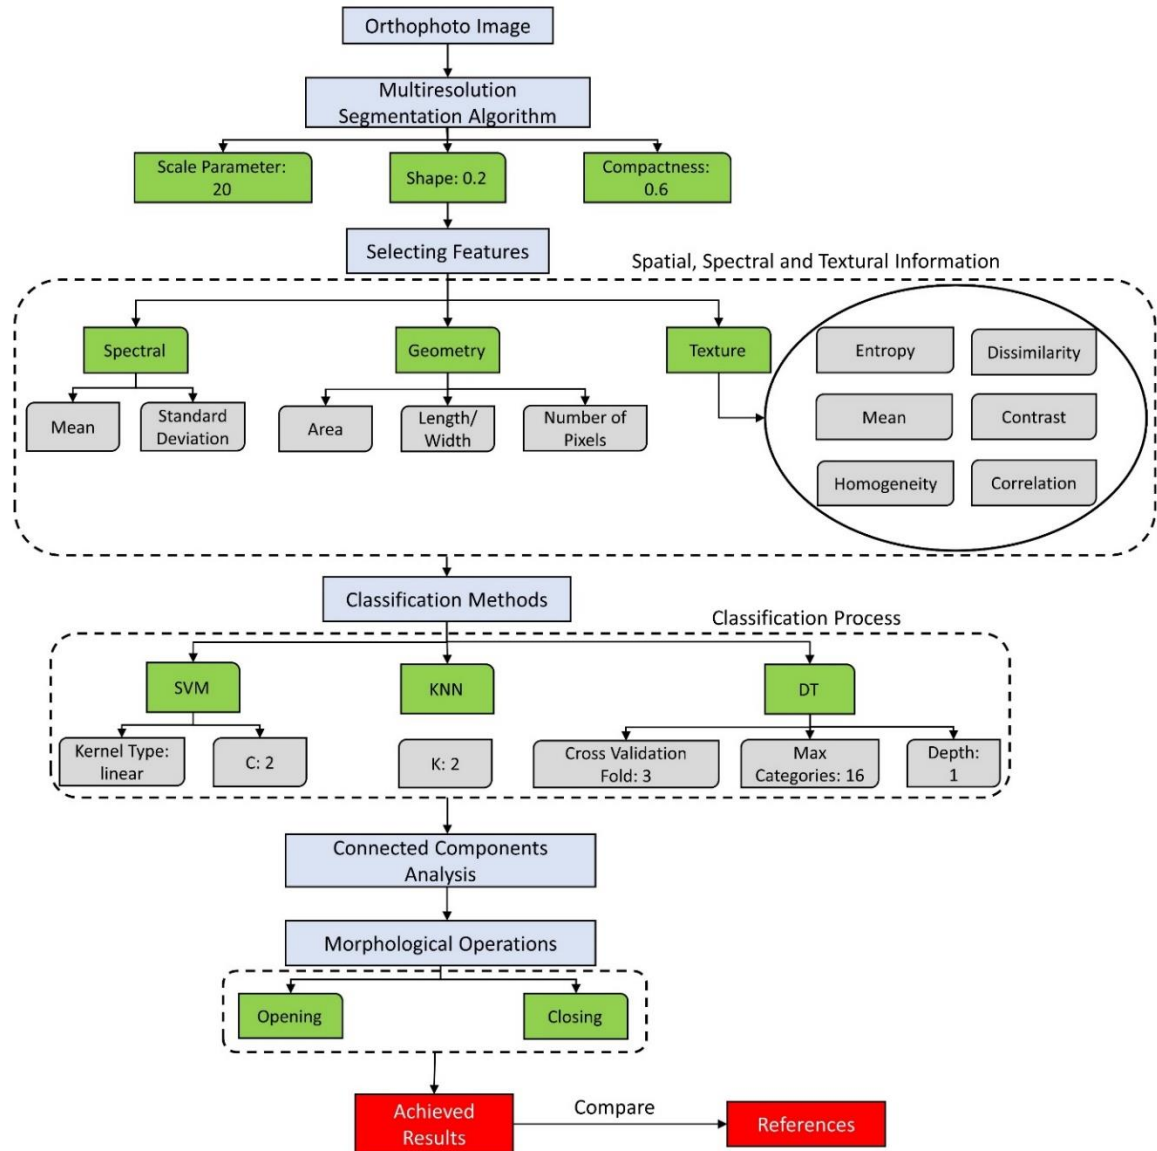 Orthophoto Image
Multiresolution
Segmentation Algorithm
Scale Parameter:
20
Shape: 0.2
Compactness:
0.6
Selecting Features
Spatial, Spectral and Textural Information
Spectral
Geometry
Texture
Mean
Standard
Deviation
Area
Length/
Width
Number of
Pixels
Entropy
Dissimilarity
Mean
Contrast
Homogeneity
Correlation
Classification Methods
Classification Process
SVM
KNN
DT
Kernel Type:
linear
C: 2
K: 2
Cross Validation
Fold: 3
Max
Categories: 16
Depth:
1
Connected Components
Analysis
Morphological Operations
Opening
Closing
Achieved
Results
Compare
References